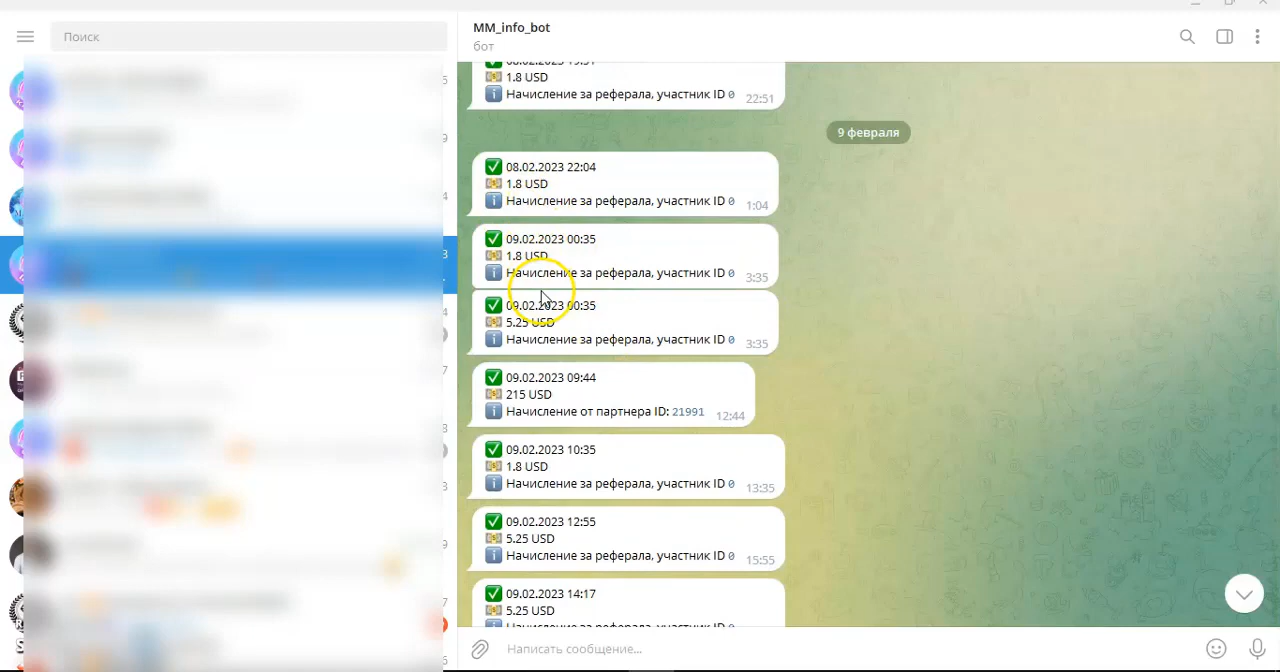 Поиск
MM_info_bot
бот
1.8 USD
Начисление за реферала, участник ID 0
22:51
9 февраля
08.02.2023 22:04
1.8 USD
Начисление за реферала, участник ID 0
1:04
09.02.2023 00:35
1.8 USD
Начисление за реферала, участник ID 0
3:35
09.02.2023 00:35
5.25 USD
Начисление за реферала, участник ID 0
3:35
09.02.2023 09:44
215 USD
Начисление от партнера ID: 21991
12:44
09.02.2023 10:35
1.8 USD
Начисление за реферала, участник ID 0
13:35
09.02.2023 12:55
5.25 USD
Начисление за реферала, участник ID 0
15:55
09.02.2023 14:17
5.25 USD
Начисление за реферала, участник ID 0
Написать сообщение...